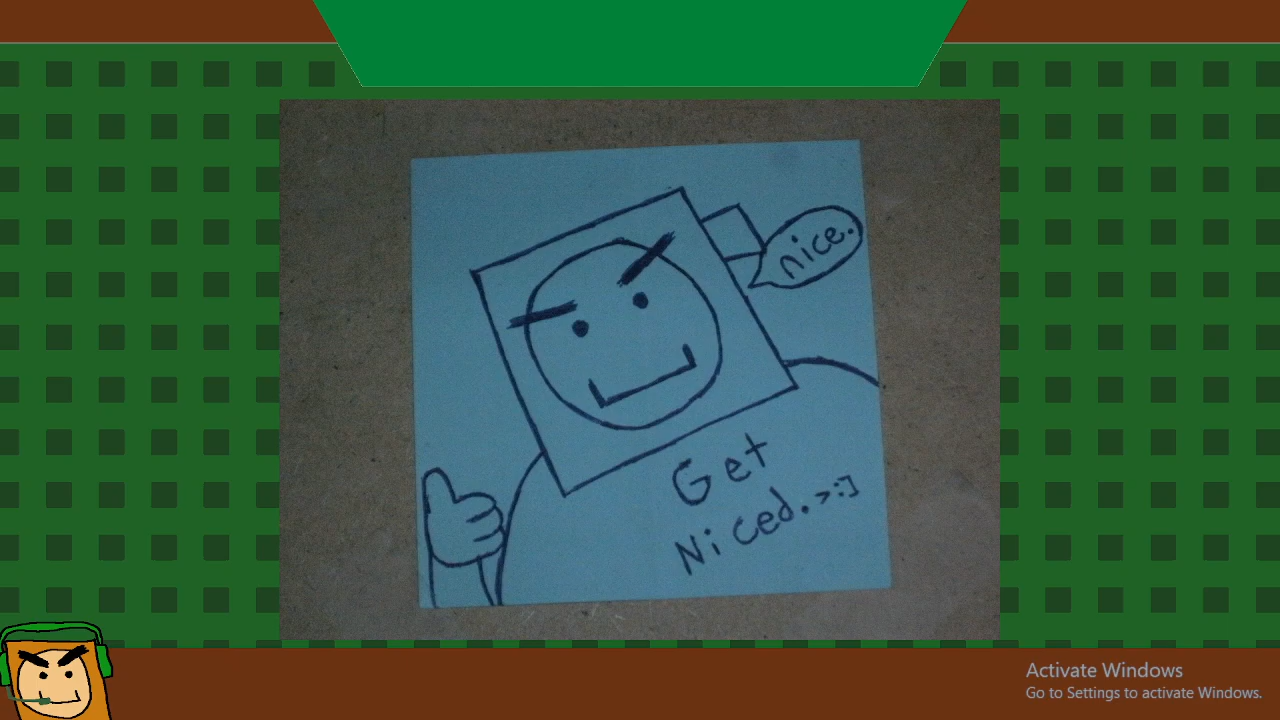 nice.
Get
Niced. >:]
Activate Windows
Go to Settings to activate Windows.